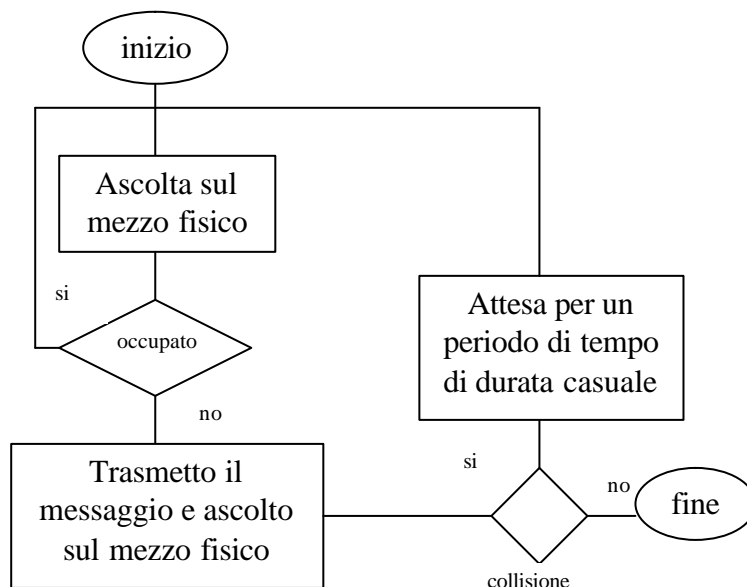 inizio
Ascolta sul
mezzo fisico
si
occupato
no
Trasmetto il
messaggio e ascolto
sul mezzo fisico
Attesa per un
periodo di tempo
di durata casuale
si
no
fine
collisione